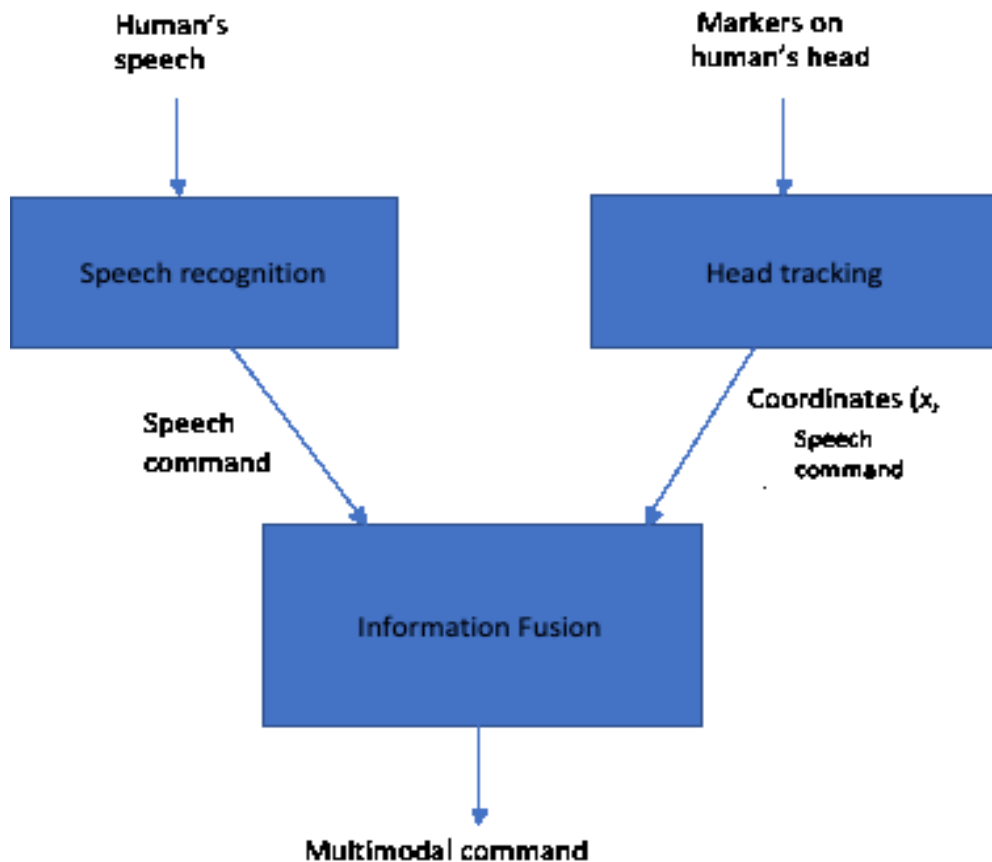 Human's
speech
Markers on
human's head
Speech recognition
Head tracking
Speech
command
Coordinates (x,
Speech
command
Information Fusion
Multimodal command